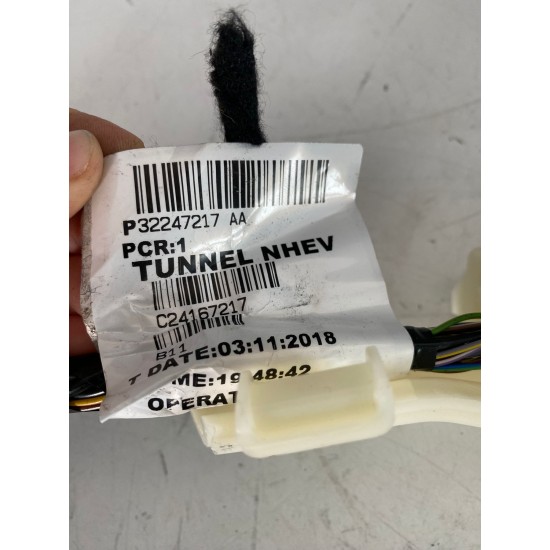 P32247217 AA
PCR:1
TUNNEL NHEV
C24167217
B11
T DATE:03:11:2018
ME:19:48:42
OPERAT